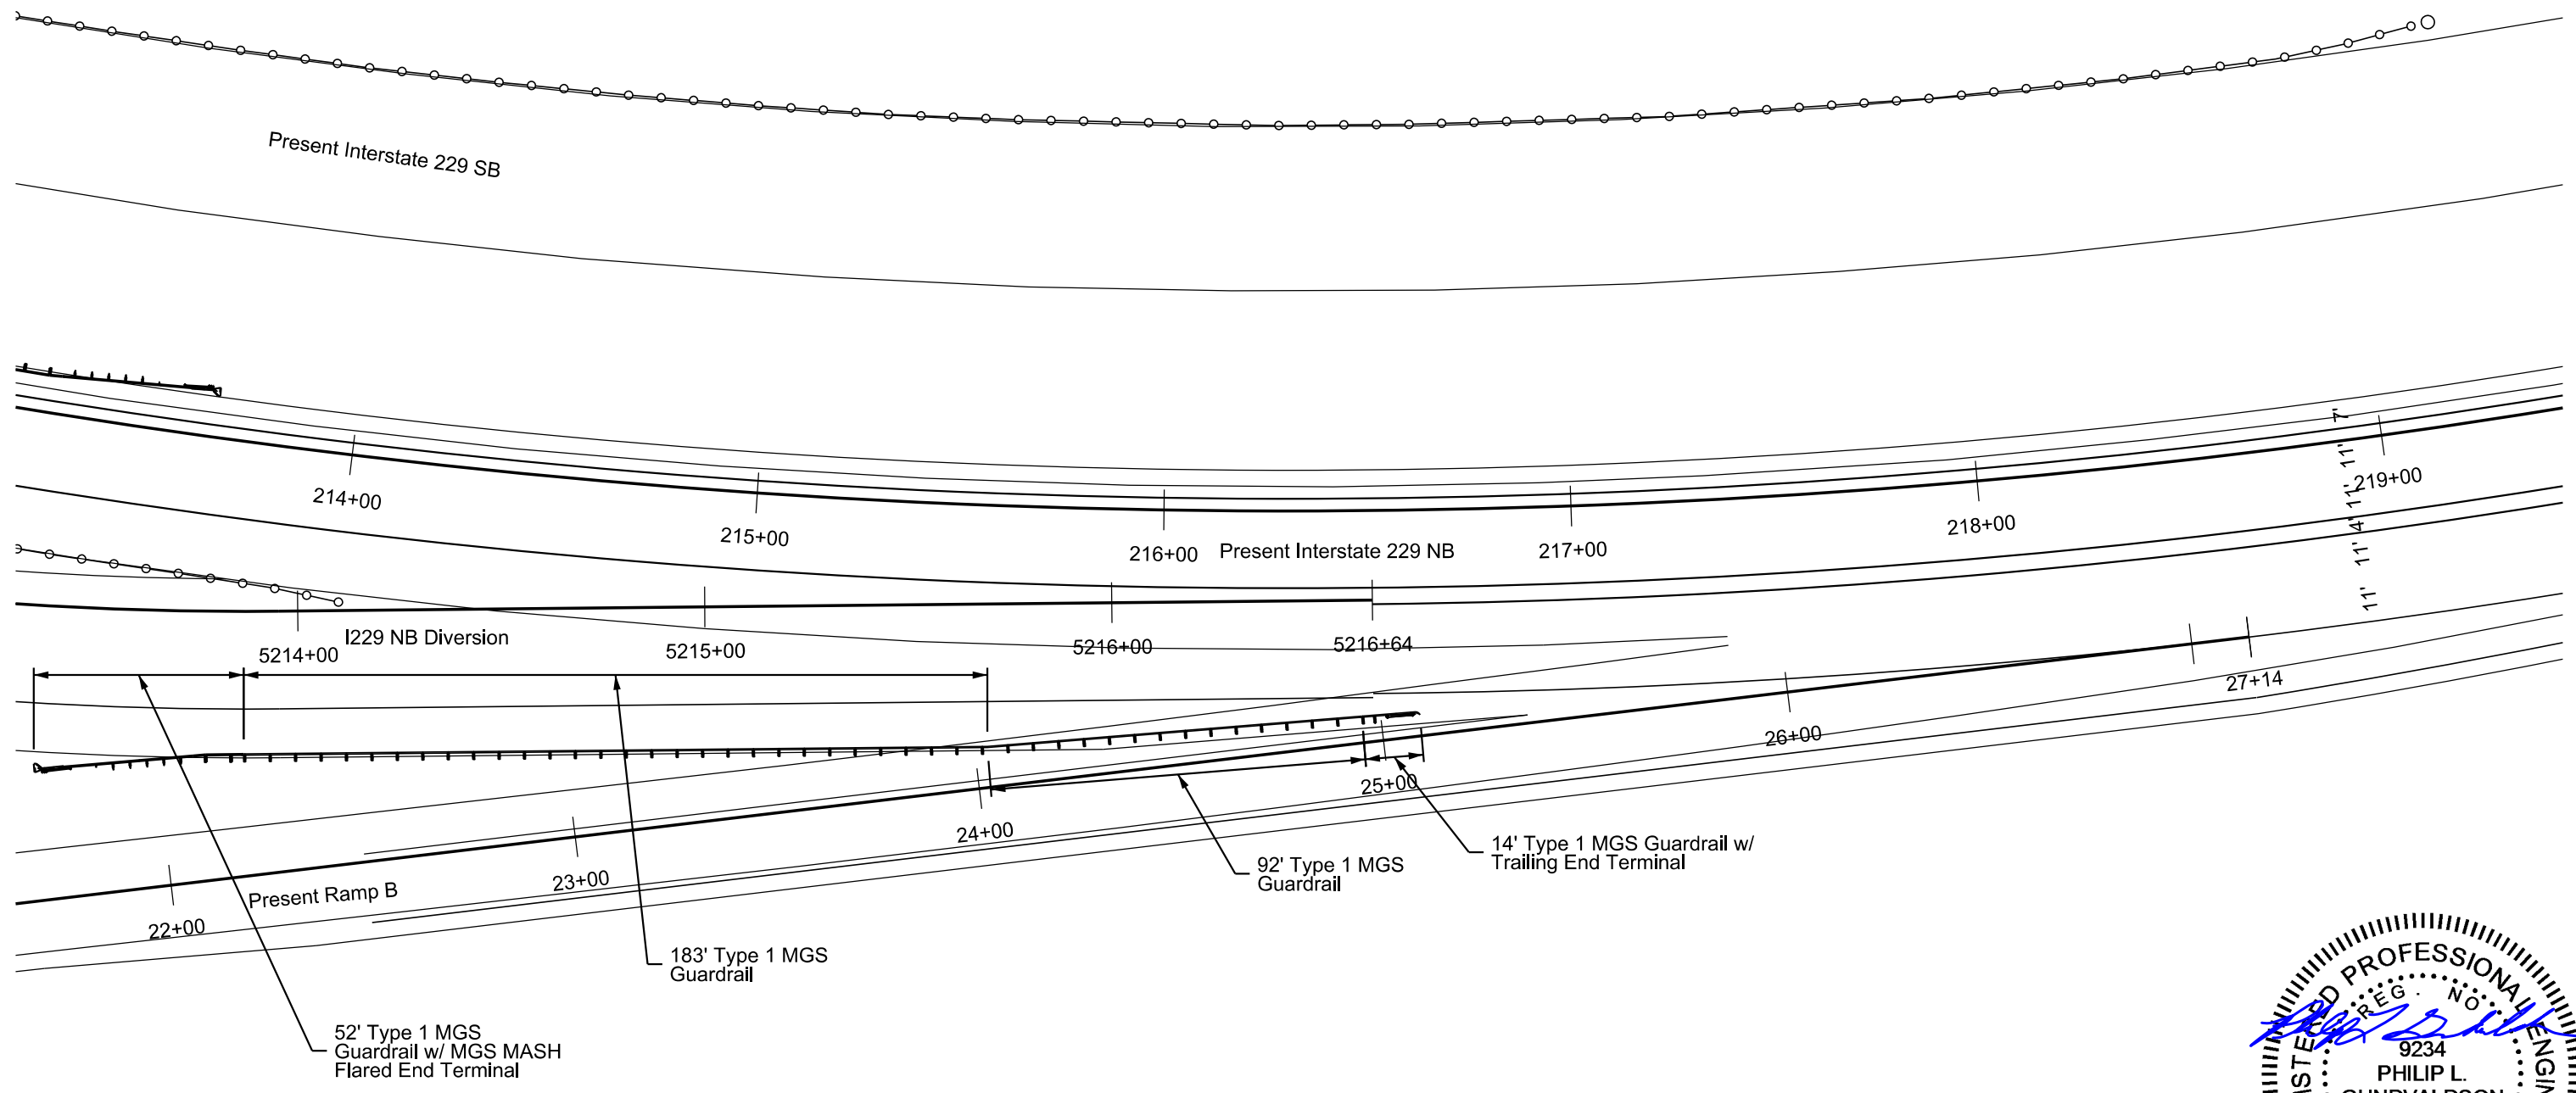 Present Interstate 229 SB
214+00
215+00
216+00
Present Interstate 229 NB
217+00
218+00
219+00
7'
11'
11'
4'
11'
11'
I229 NB Diversion
5214+00
5215+00
5216+00
5216+64
27+14
26+00
25+00
24+00
23+00
22+00
Present Ramp B
14' Type 1 MGS Guardrail w/
Trailing End Terminal
92' Type 1 MGS
Guardrail
183' Type 1 MGS
Guardrail
52' Type 1 MGS
Guardrail w/ MGS MASH
Flared End Terminal
PROFESSIONAL
REG. NO
9234
PHILIP L.